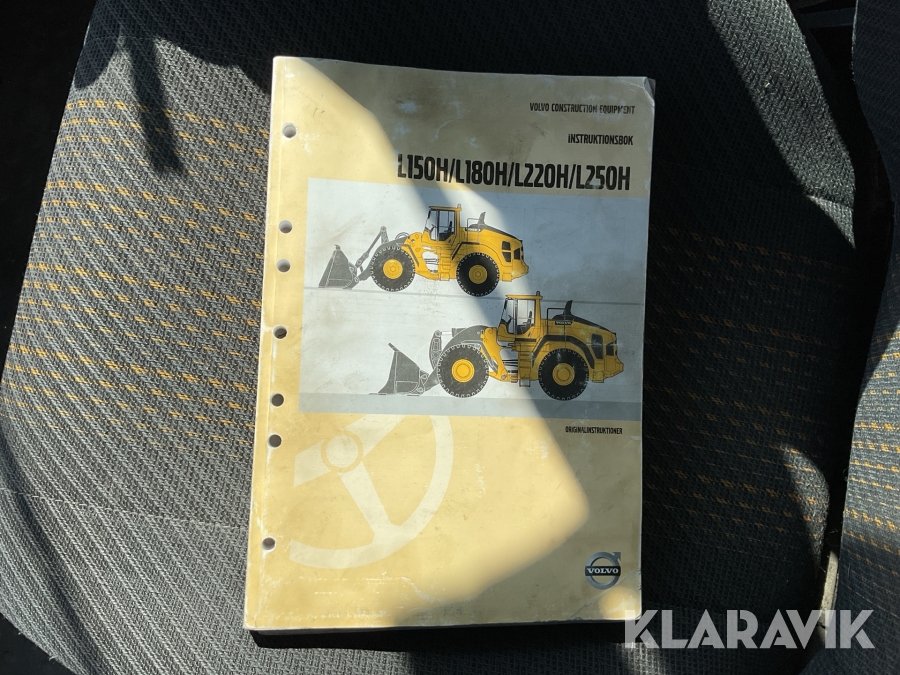 VOLVO CONSTRUCTION EQUIPMENT
INSTRUKTIONSBOK
L150H/L180H/L220H/L250H
ORIGINALINSTRUKTIONER
VOLVO
KLARAVIK